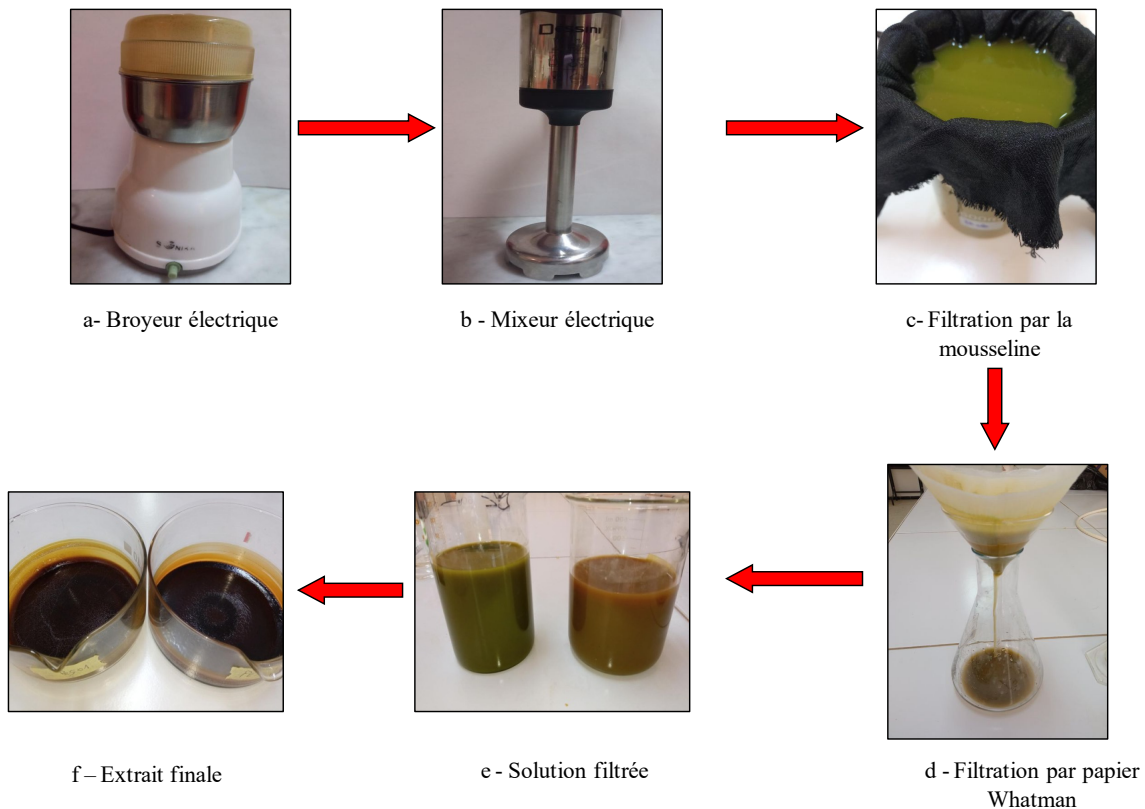 a- Broyeur électrique
b - Mixeur électrique
c- Filtration par la
mousseline
d - Filtration par papier
Whatman
e - Solution filtrée
f – Extrait finale